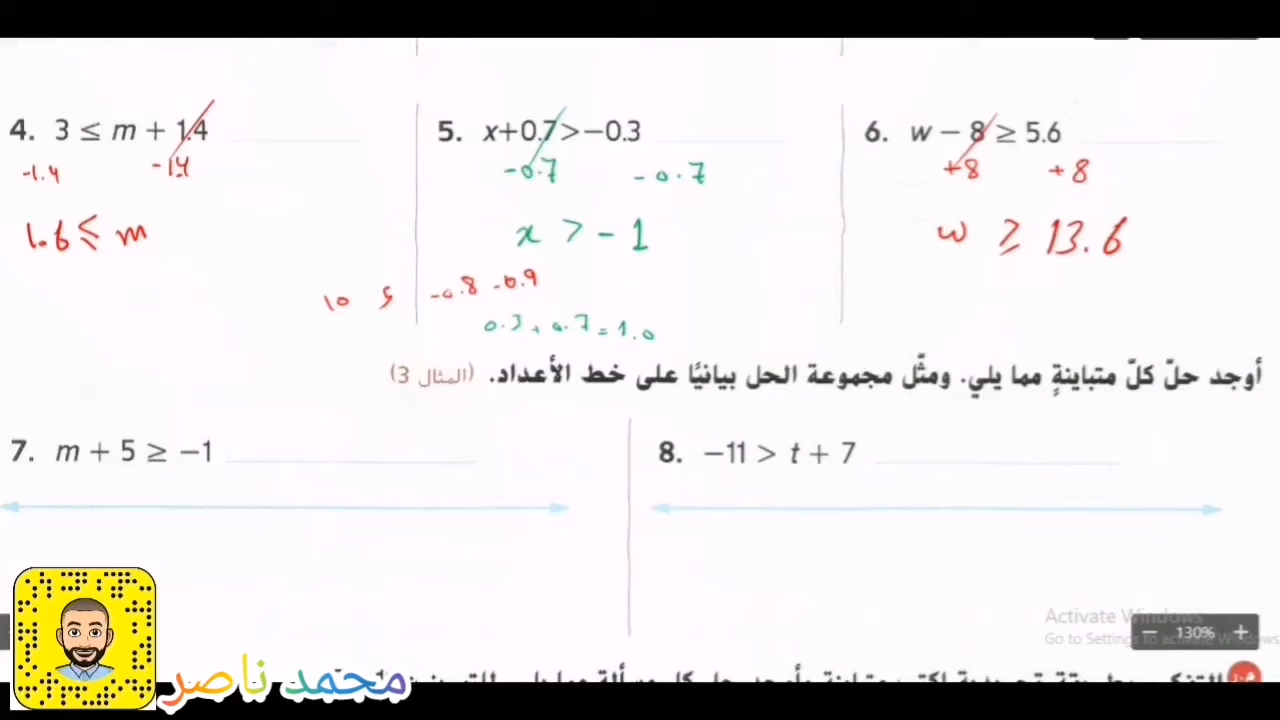 4. 3 ≤ m + 1.4
-1.4 -1.4
1.6 ≤ m
5. x+0.7>−0.3
-0.7 -0.7
x > -1
-0.8 -0.9
0.3 + 0.7 = 1.0
6. w − 8 ≥ 5.6
+8 +8
w ≥ 13.6
أوجد حلّ كلّ متباينةٍ مما يلي. ومثّل مجموعة الحل بيانيًا على خط الأعداد. (المثال 3)
7. m + 5 ≥ −1
8. −11 > t + 7
Activate Windows
Go to Settings to activate Windows.
130%
محمد ناصر